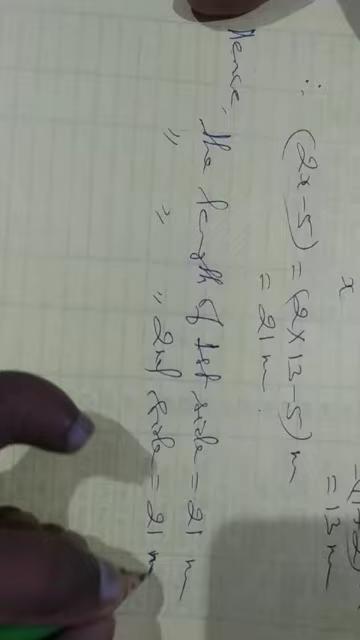 x
= 13 m
∴ (2x-5) = (2×13-5) m
= 21 m.
Hence, the length of 1st side = 21 m
" " " 2nd side = 21 m